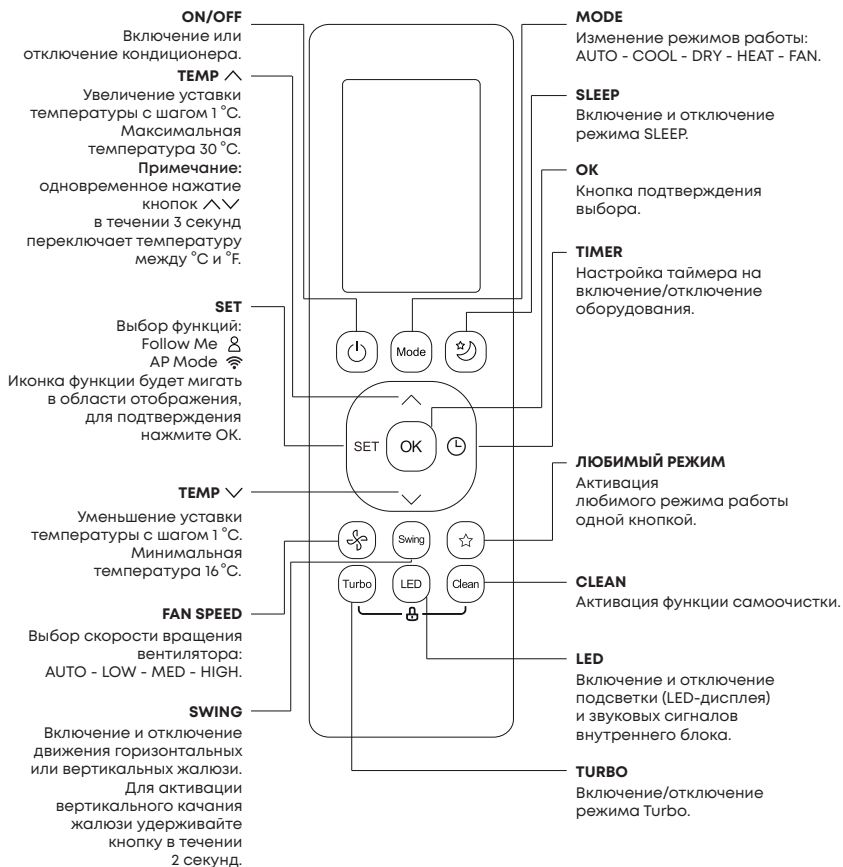 ON/OFF
Включение или
отключение кондиционера.
TEMP
Увеличение уставки
температуры с шагом 1 °C.
Максимальная
температура 30 °C.
Примечание:
одновременное нажатие
кнопок
в течении 3 секунд
переключает температуру
между °C и °F.
SET
Выбор функций:
Follow Me
AP Mode
Иконка функции будет мигать
в области отображения,
для подтверждения
нажмите ОК.
TEMP
Уменьшение уставки
температуры с шагом 1 °C.
Минимальная
температура 16 °C.
FAN SPEED
Выбор скорости вращения
вентилятора:
AUTO - LOW - MED - HIGH.
SWING
Включение и отключение
движения горизонтальных
или вертикальных жалюзи.
Для активации
вертикального качания
жалюзи удерживайте
кнопку в течении
2 секунд.
Mode
SET
OK
Swing
Turbo
LED
Clean
MODE
Изменение режимов работы:
AUTO - COOL - DRY - HEAT - FAN.
SLEEP
Включение и отключение
режима SLEEP.
OK
Кнопка подтверждения
выбора.
TIMER
Настройка таймера на
включение/отключение
оборудования.
ЛЮБИМЫЙ РЕЖИМ
Активация
любимого режима работы
одной кнопкой.
CLEAN
Активация функции самоочистки.
LED
Включение и отключение
подсветки (LED-дисплея)
и звуковых сигналов
внутреннего блока.
TURBO
Включение/отключение
режима Turbo.